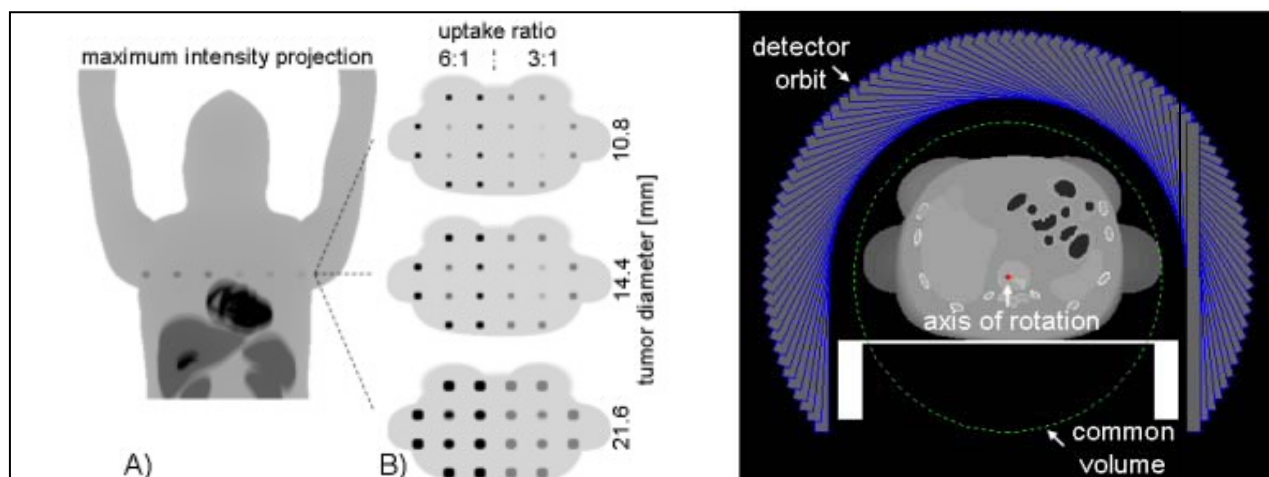 maximum intensity projection
A)
uptake ratio
6:1 ¦ 3:1
10.8
14.4
21.6
tumor diameter [mm]
B)
detector
orbit
axis of rotation
common
volume